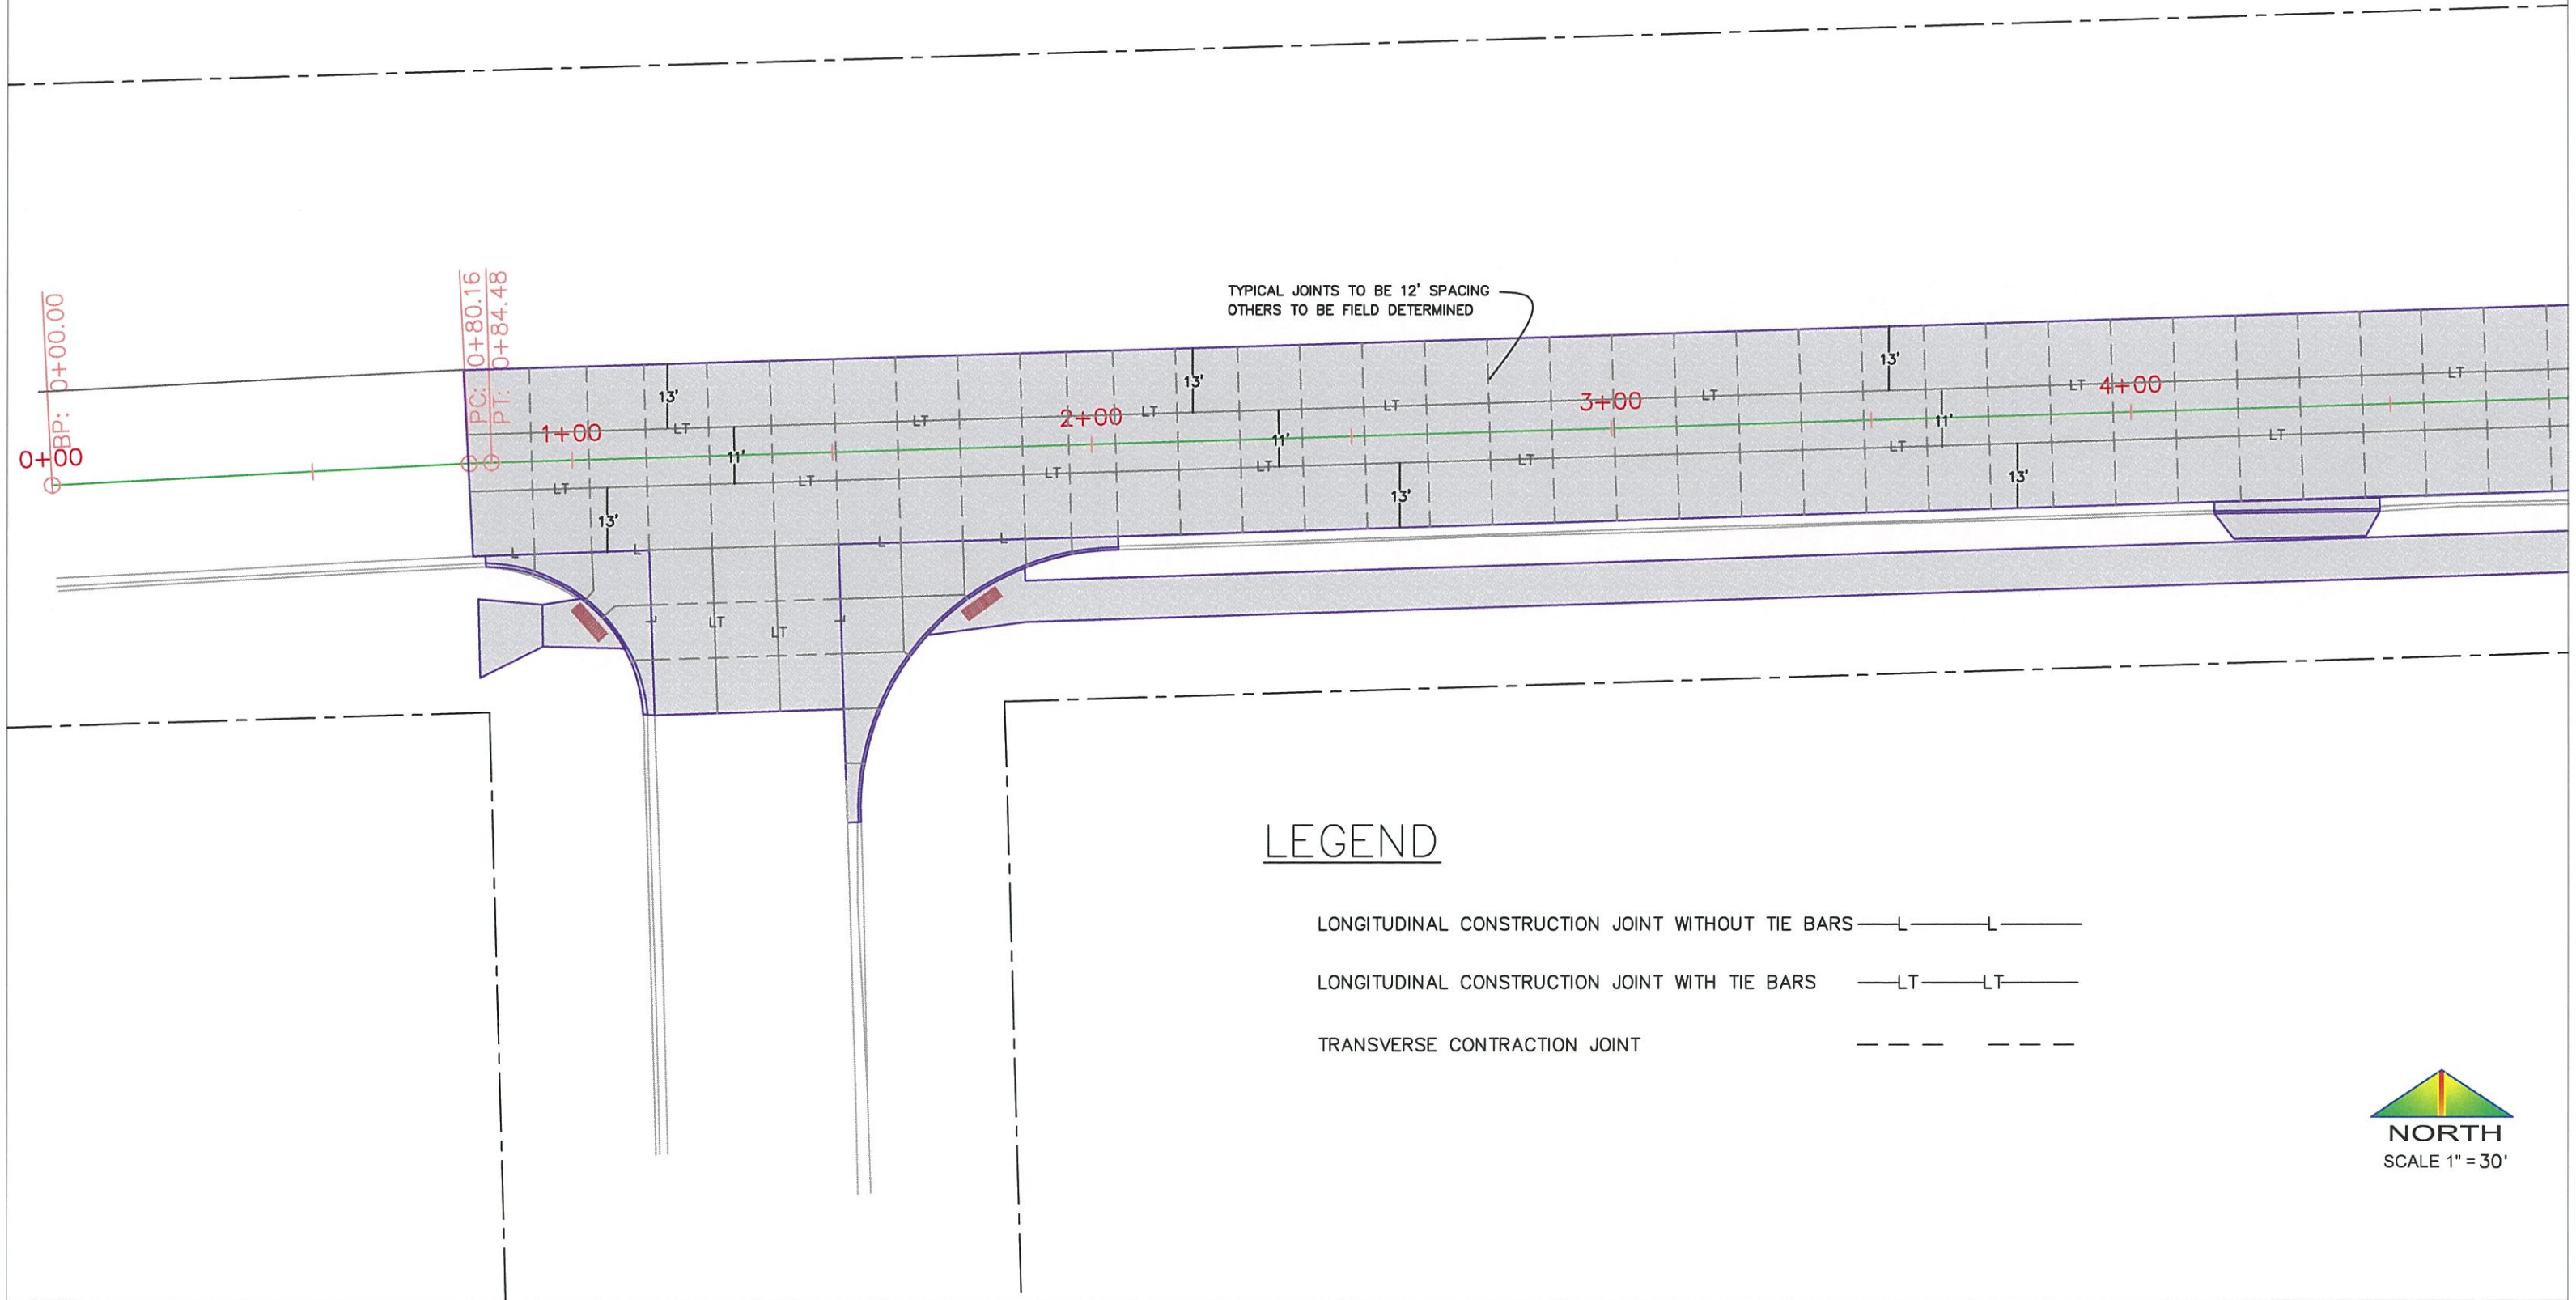 BP: 0+00.00
PC: 0+80.16
PT: 0+84.48
TYPICAL JOINTS TO BE 12' SPACING
OTHERS TO BE FIELD DETERMINED
13'
13'
13'
0+00
1+00
2+00
3+00
4+00
LT
LT
LT
LT
LT
LT
LT
11'
11'
11'
LT
LT
LT
LT
LT
LT
LT
13'
13'
13'
L
L
L
L
L
LT
LT
L
LEGEND
LONGITUDINAL CONSTRUCTION JOINT WITHOUT TIE BARS L L
LONGITUDINAL CONSTRUCTION JOINT WITH TIE BARS LT LT
TRANSVERSE CONTRACTION JOINT
NORTH
SCALE 1" = 30'